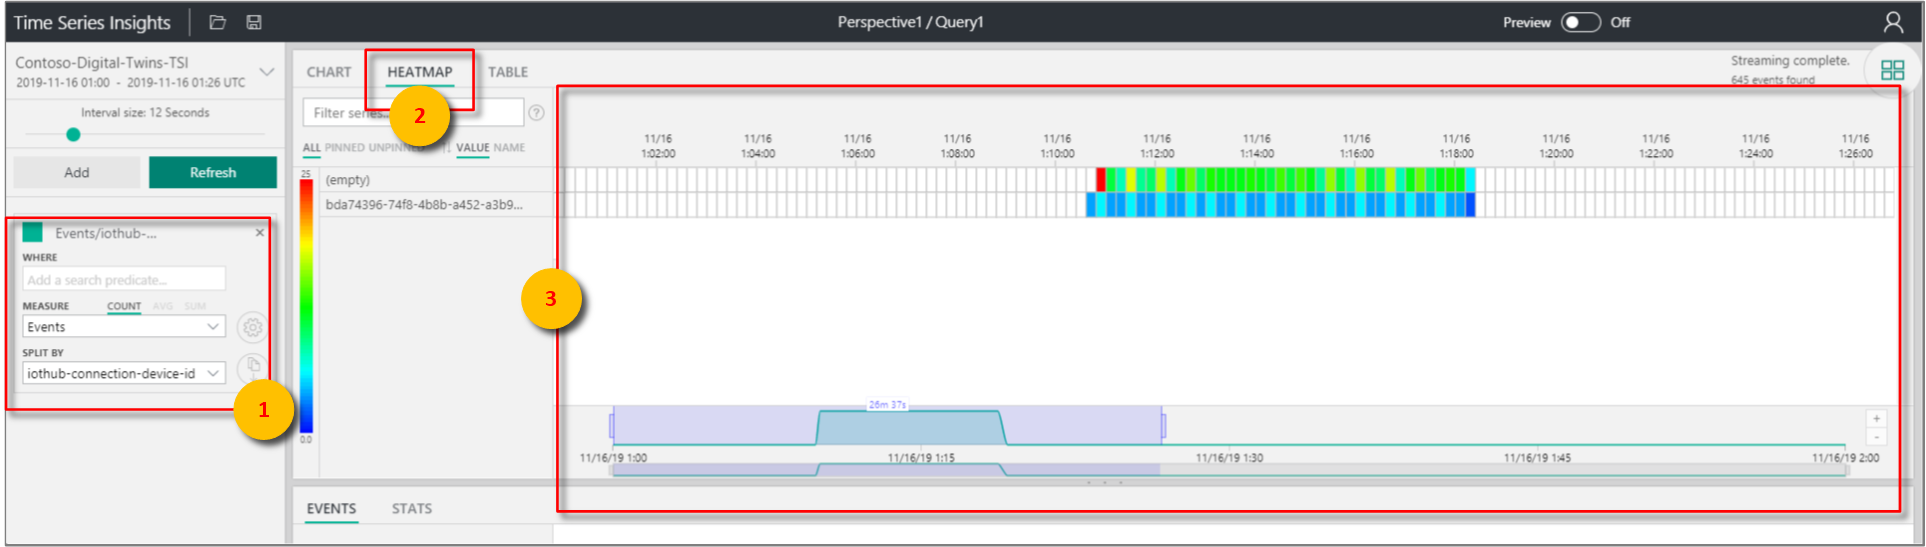 Time Series Insights
Perspective1 / Query1
Preview Off
Contoso-Digital-Twins-TSI
2019-11-16 01:00 - 2019-11-16 01:26 UTC
Interval size: 12 Seconds
Add Refresh
Events/iothub-... ×
WHERE
Add a search predicate...
MEASURE COUNT AVG SUM
Events
SPLIT BY
iothub-connection-device-id
1
CHART HEATMAP TABLE
2
Filter series... ?
ALL PINNED UNPINNED VALUE NAME
Streaming complete.
645 events found
11/16 11/16 11/16 11/16 11/16 11/16 11/16 11/16 11/16 11/16 11/16 11/16 11/16
1:02:00 1:04:00 1:06:00 1:08:00 1:10:00 1:12:00 1:14:00 1:16:00 1:18:00 1:20:00 1:22:00 1:24:00 1:26:00
25
(empty)
bda74396-74f8-4b8b-a452-a3b9...
3
0.0
26m 37s
+
-
11/16/19 1:00 11/16/19 1:15 11/16/19 1:30 11/16/19 1:45 11/16/19 2:00
EVENTS STATS